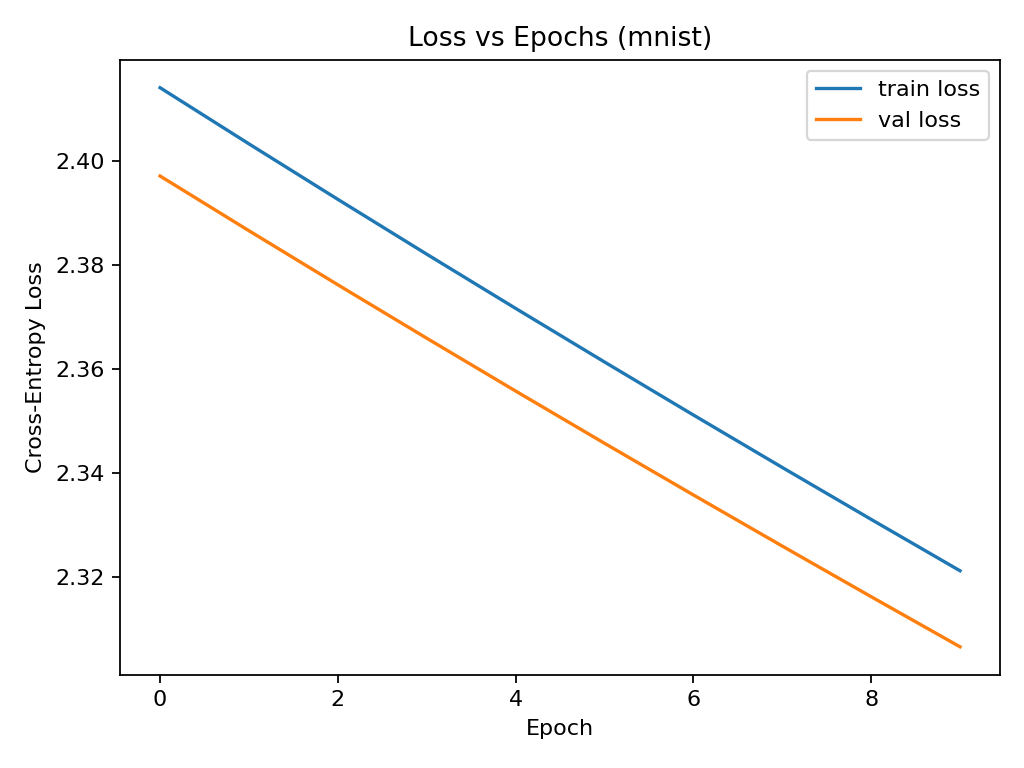 Loss vs Epochs (mnist)
train loss
val loss
Cross-Entropy Loss
2.40
2.38
2.36
2.34
2.32
0 2 4 6 8
Epoch